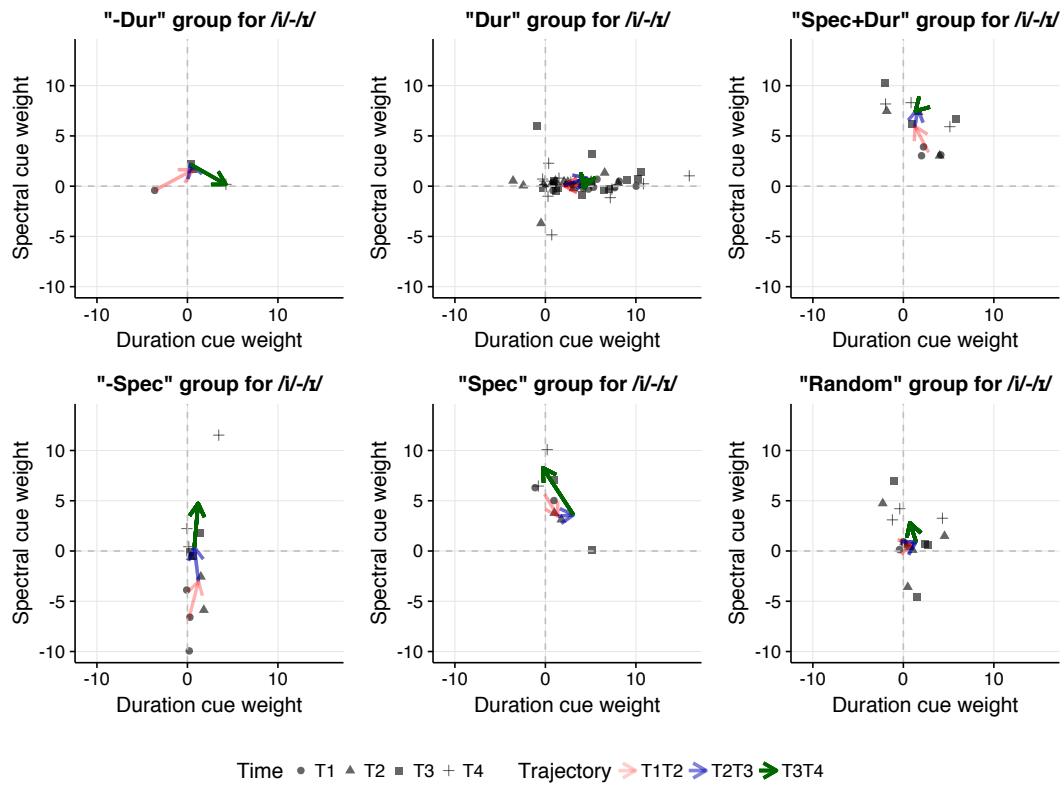 "-Dur" group for /i/-/ɪ/
"Dur" group for /i/-/ɪ/
"Spec+Dur" group for /i/-/ɪ/
Spectral cue weight
10
5
0
-5
-10
-10 0 10
Duration cue weight
Spectral cue weight
10
5
0
-5
-10
-10 0 10
Duration cue weight
Spectral cue weight
10
5
0
-5
-10
-10 0 10
Duration cue weight
"-Spec" group for /i/-/ɪ/
"Spec" group for /i/-/ɪ/
"Random" group for /i/-/ɪ/
Spectral cue weight
10
5
0
-5
-10
-10 0 10
Duration cue weight
Spectral cue weight
10
5
0
-5
-10
-10 0 10
Duration cue weight
Spectral cue weight
10
5
0
-5
-10
-10 0 10
Duration cue weight
Time T1 T2 T3 T4 Trajectory T1T2 T2T3 T3T4